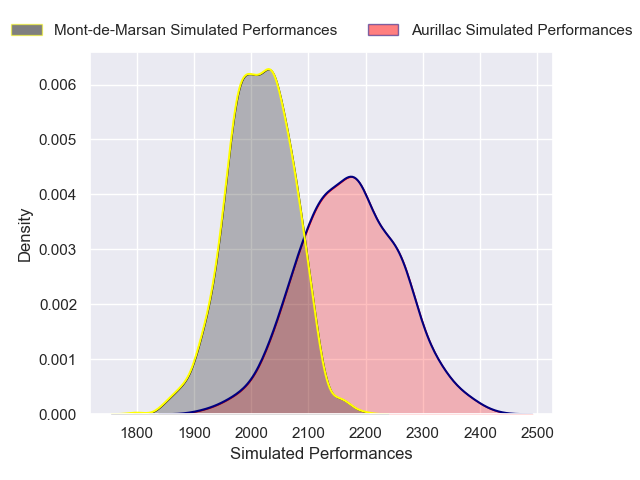 Mont-de-Marsan Simulated Performances Aurillac Simulated Performances
0.006
0.005
0.004
0.003
0.002
0.001
0.000
Density
1800 1900 2000 2100 2200 2300 2400 2500
Simulated Performances